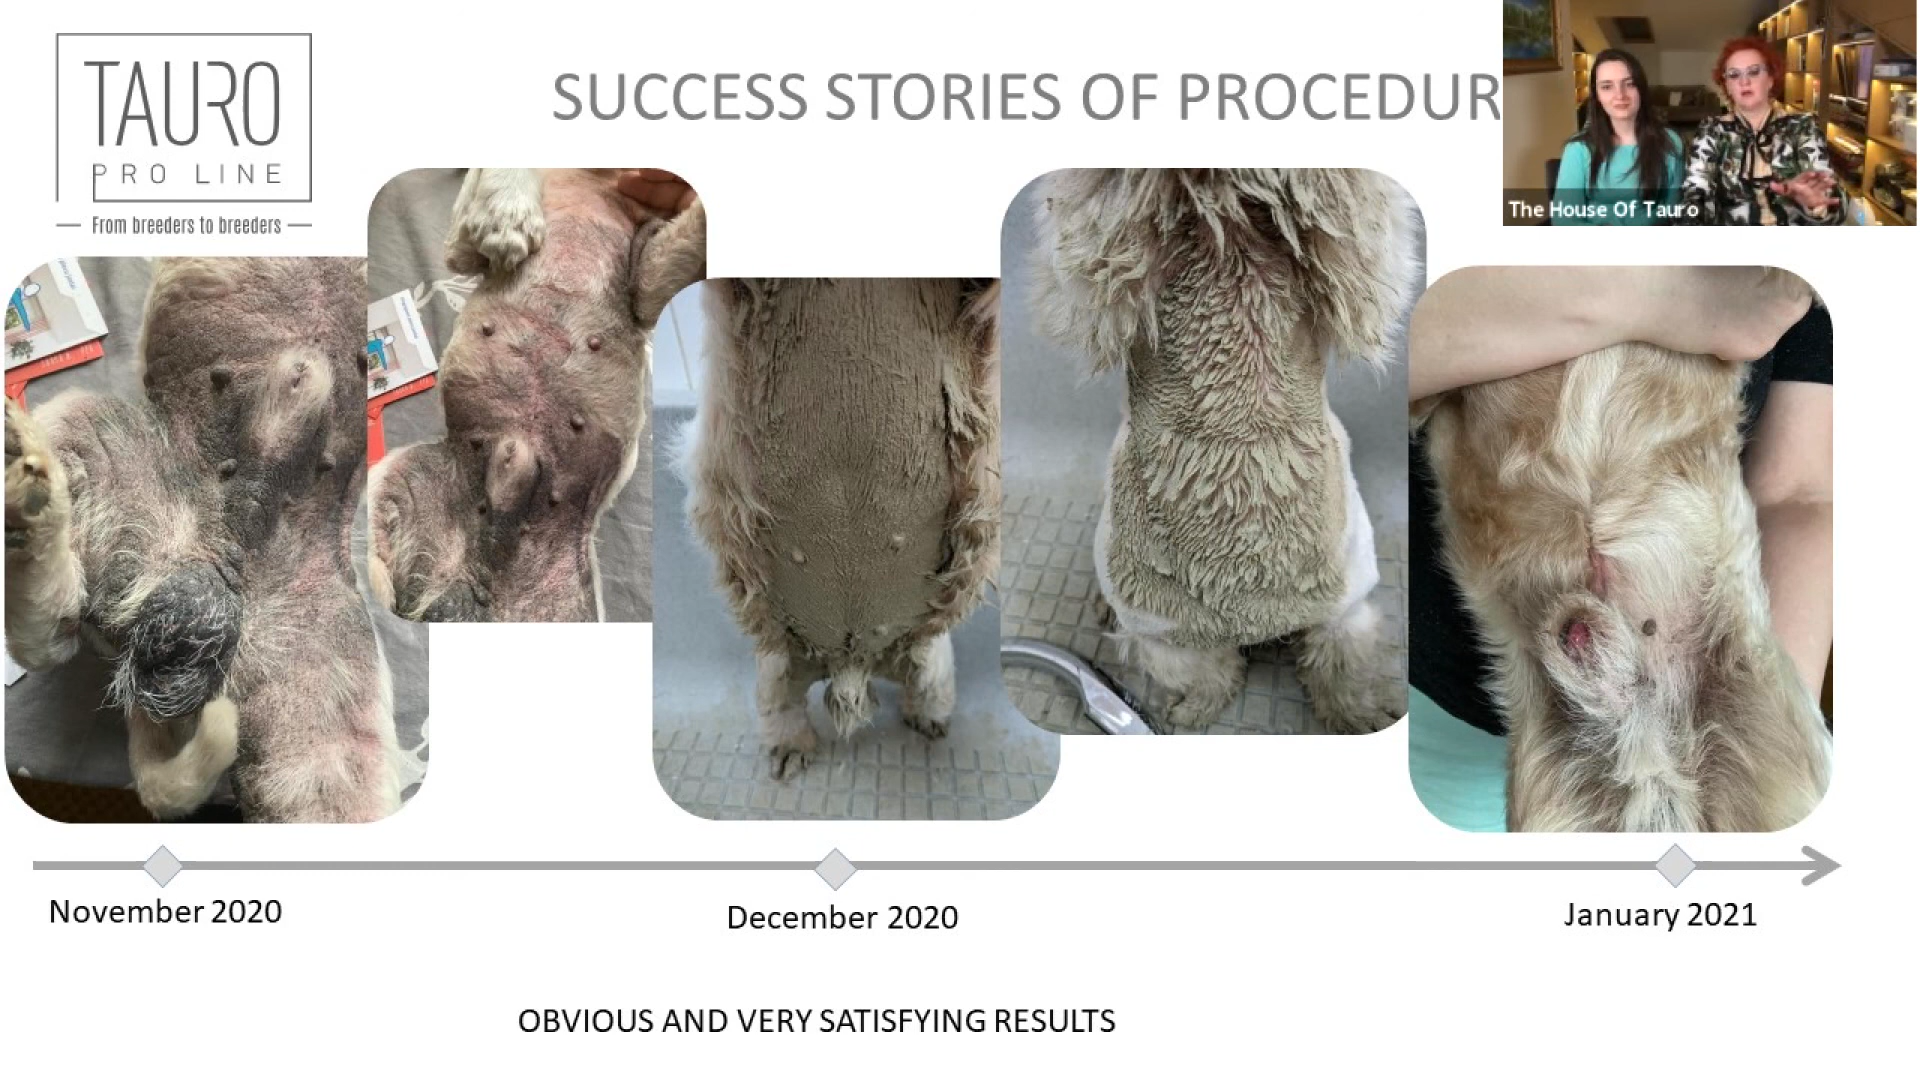 TAURO
PRO LINE
From breeders to breeders
SUCCESS STORIES OF PROCEDUR
The House Of Tauro
November 2020
December 2020
January 2021
OBVIOUS AND VERY SATISFYING RESULTS